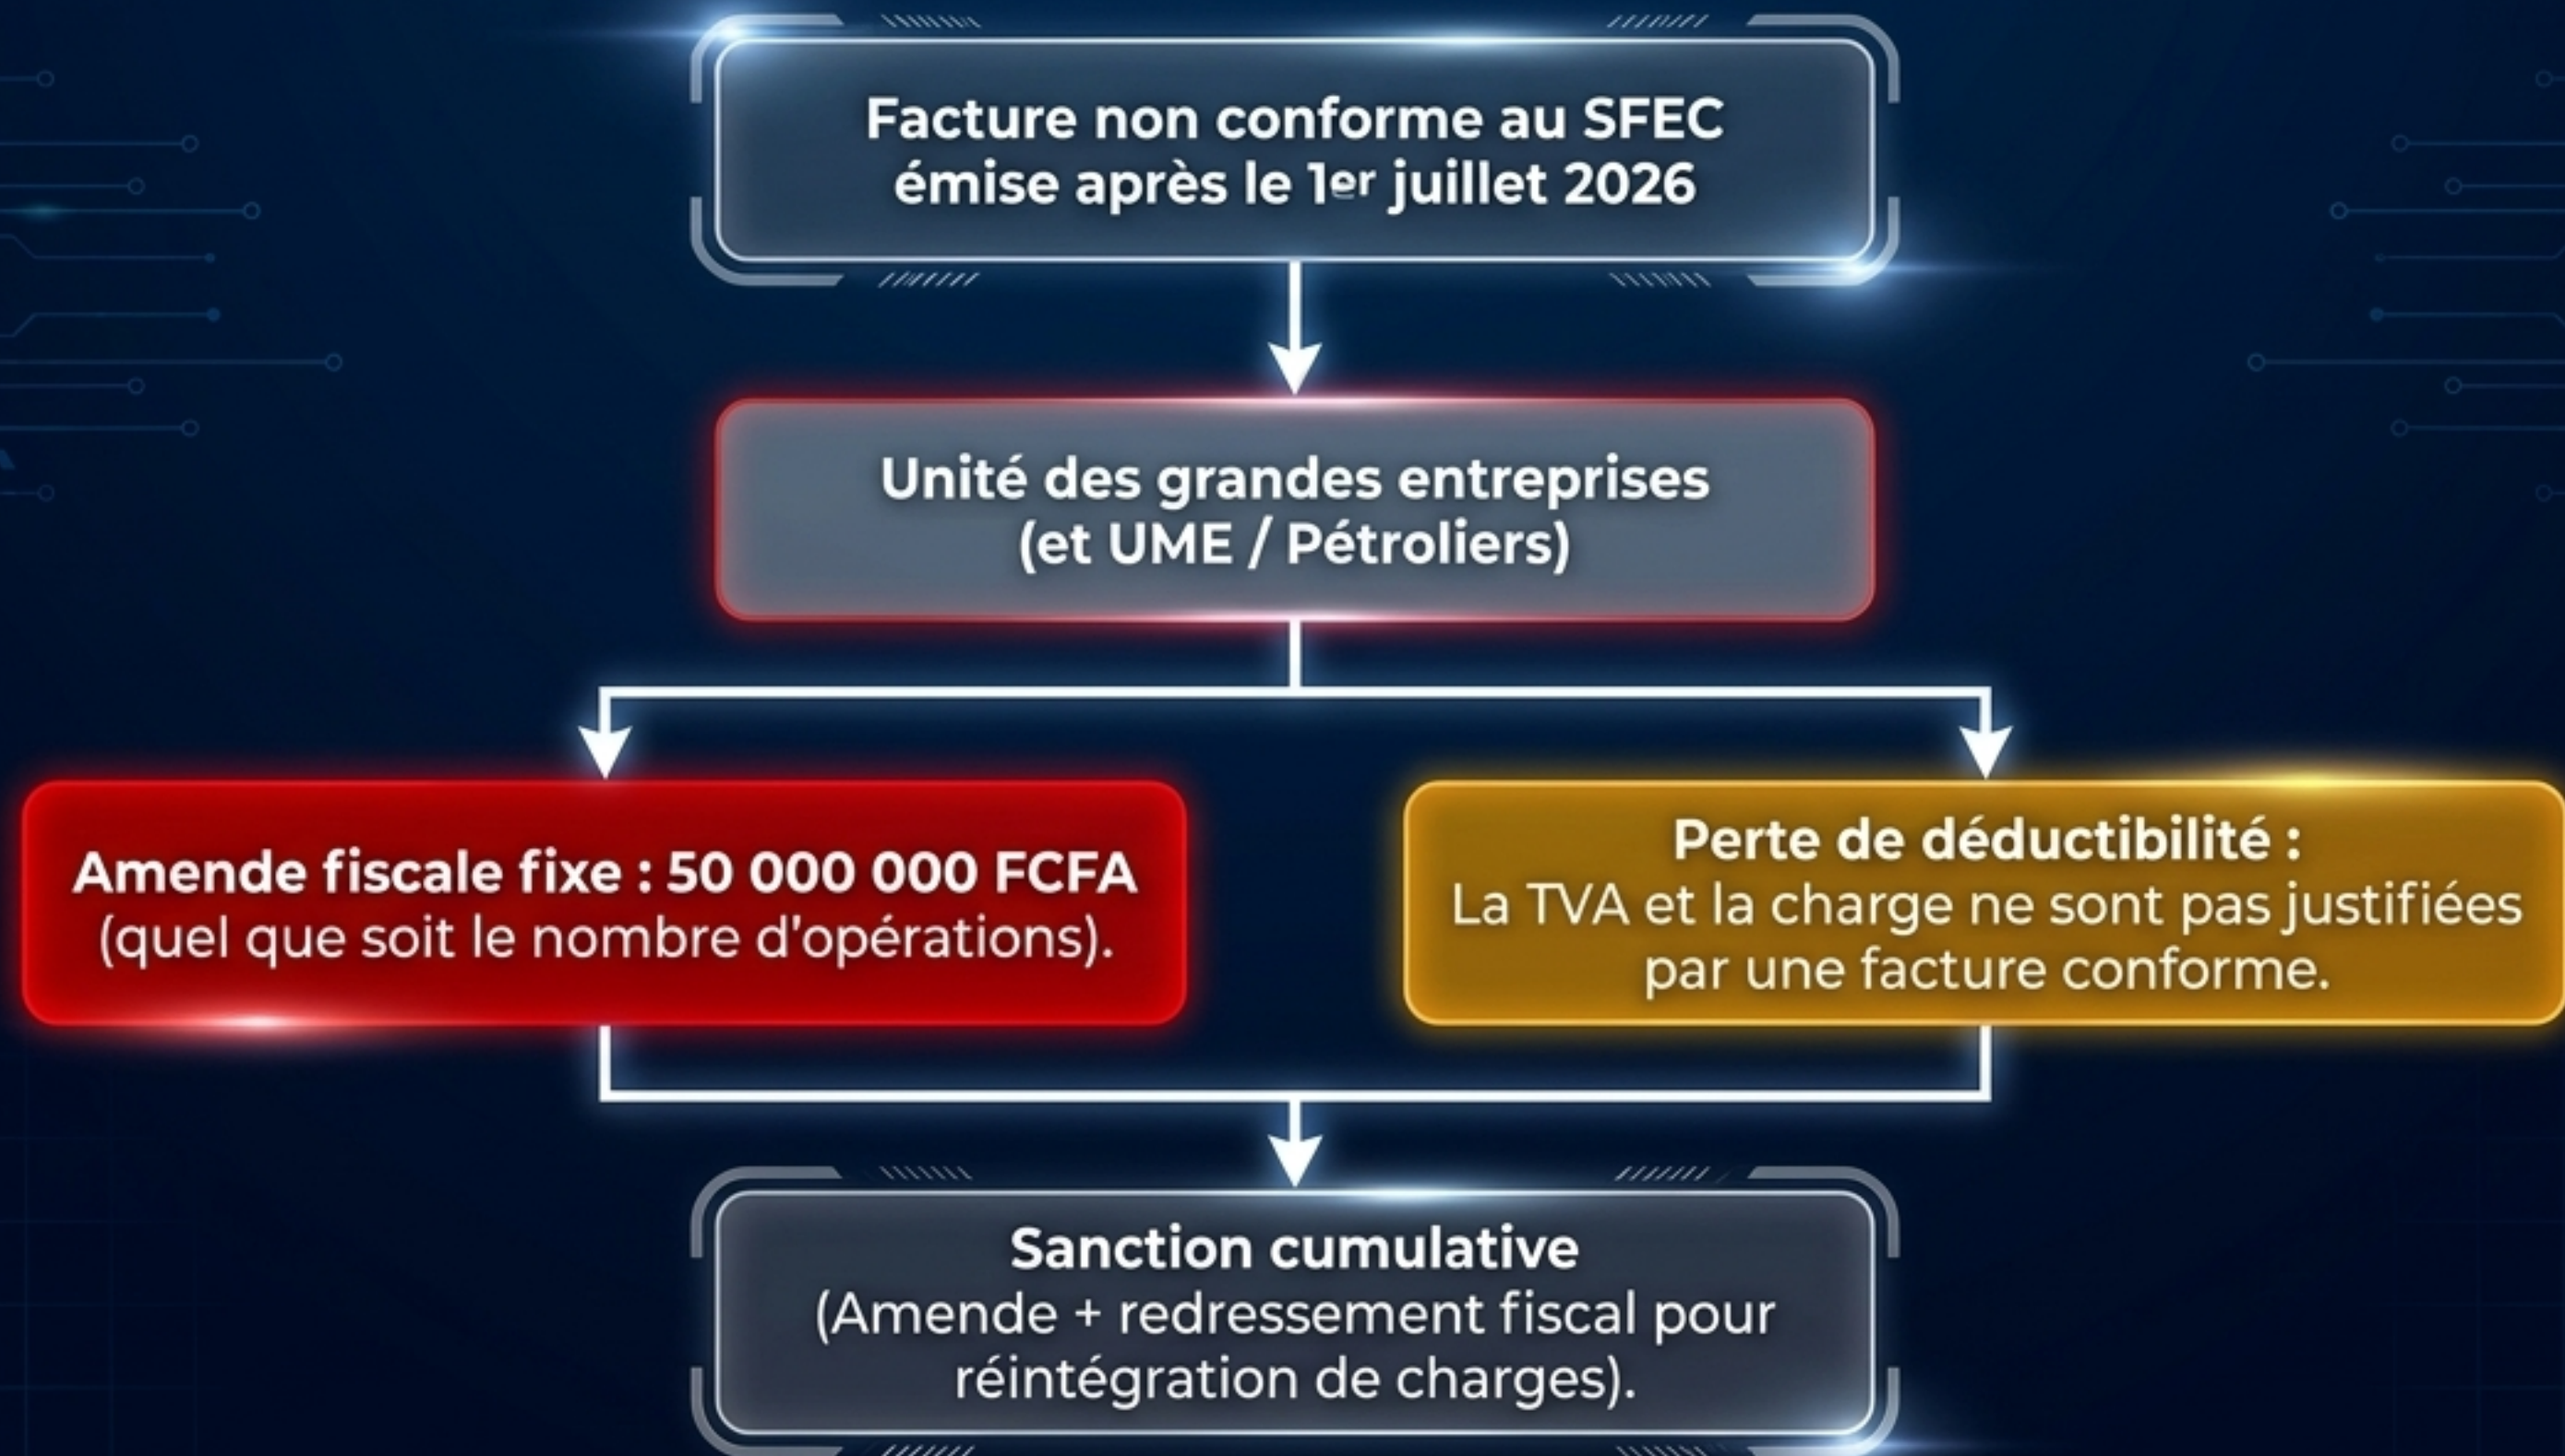 Facture non conforme au SFEC
émise après le 1er juillet 2026
Unité des grandes entreprises
(et UME / Pétroliers)
Amende fiscale fixe : 50 000 000 FCFA
(quel que soit le nombre d'opérations).
Perte de déductibilité :
La TVA et la charge ne sont pas justifiées
par une facture conforme.
Sanction cumulative
(Amende + redressement fiscal pour
réintégration de charges).